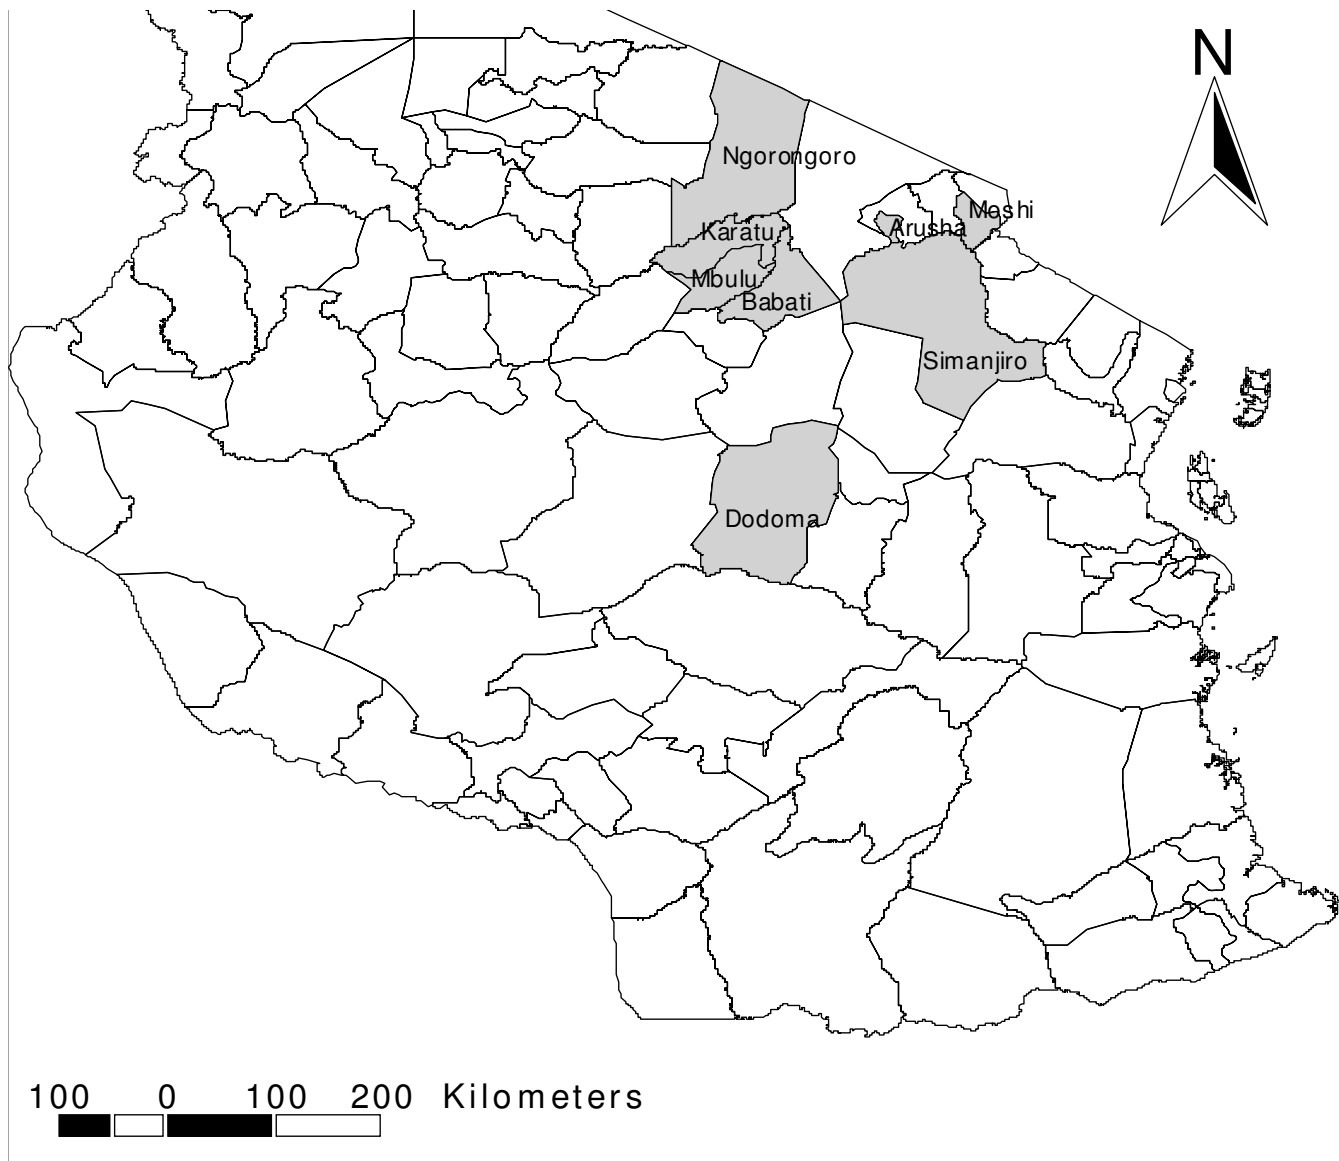 N
Ngorongoro
Moshi
Arusha
Karatu
Mbulu
Babati
Simanjiro
Dodoma
100 0 100 200 Kilometers